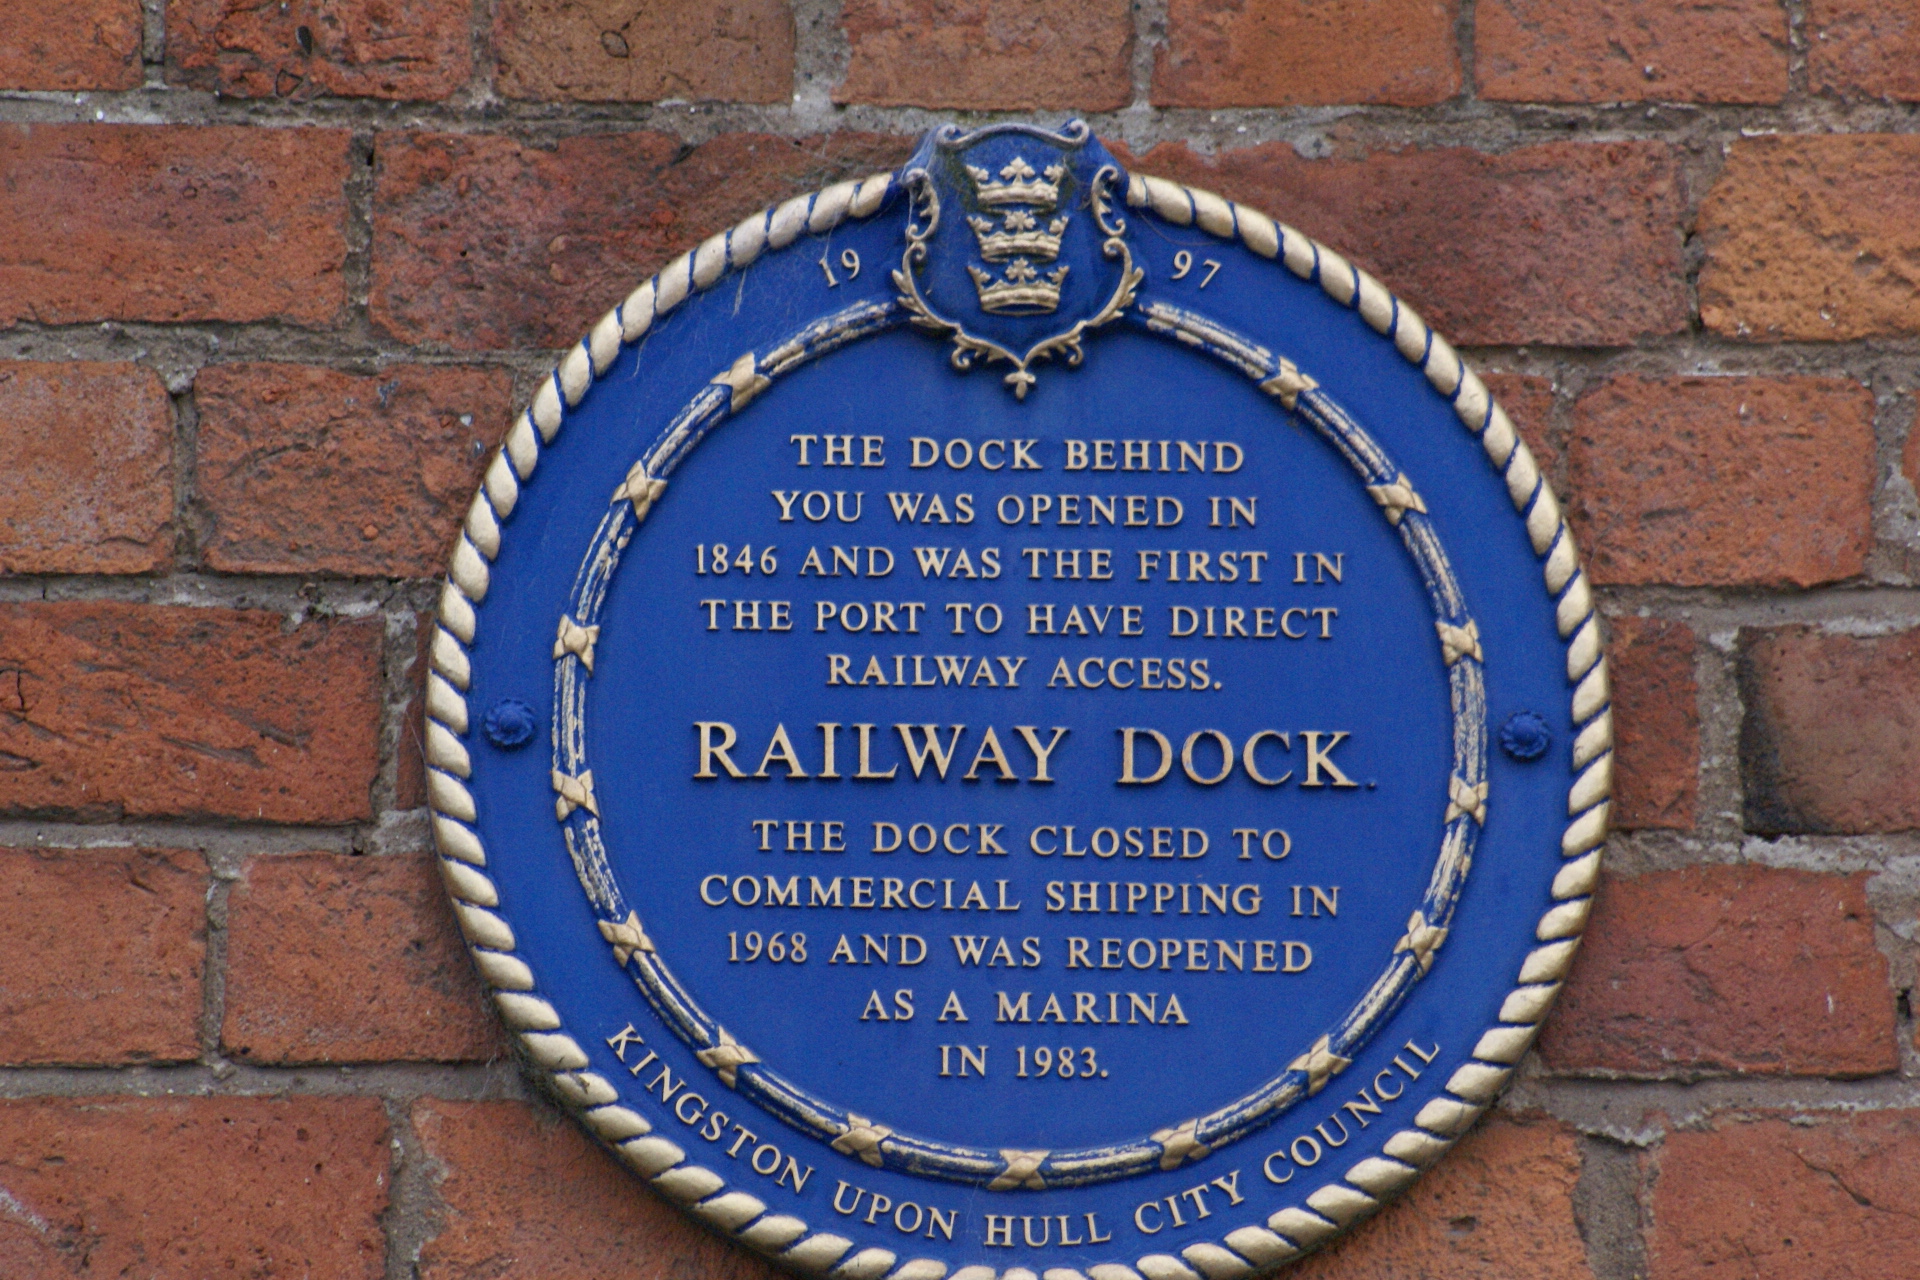 19 97
THE DOCK BEHIND
YOU WAS OPENED IN
1846 AND WAS THE FIRST IN
THE PORT TO HAVE DIRECT
RAILWAY ACCESS.
RAILWAY DOCK.
THE DOCK CLOSED TO
COMMERCIAL SHIPPING IN
1968 AND WAS REOPENED
AS A MARINA
IN 1983.
KINGSTON UPON HULL CITY COUNCIL